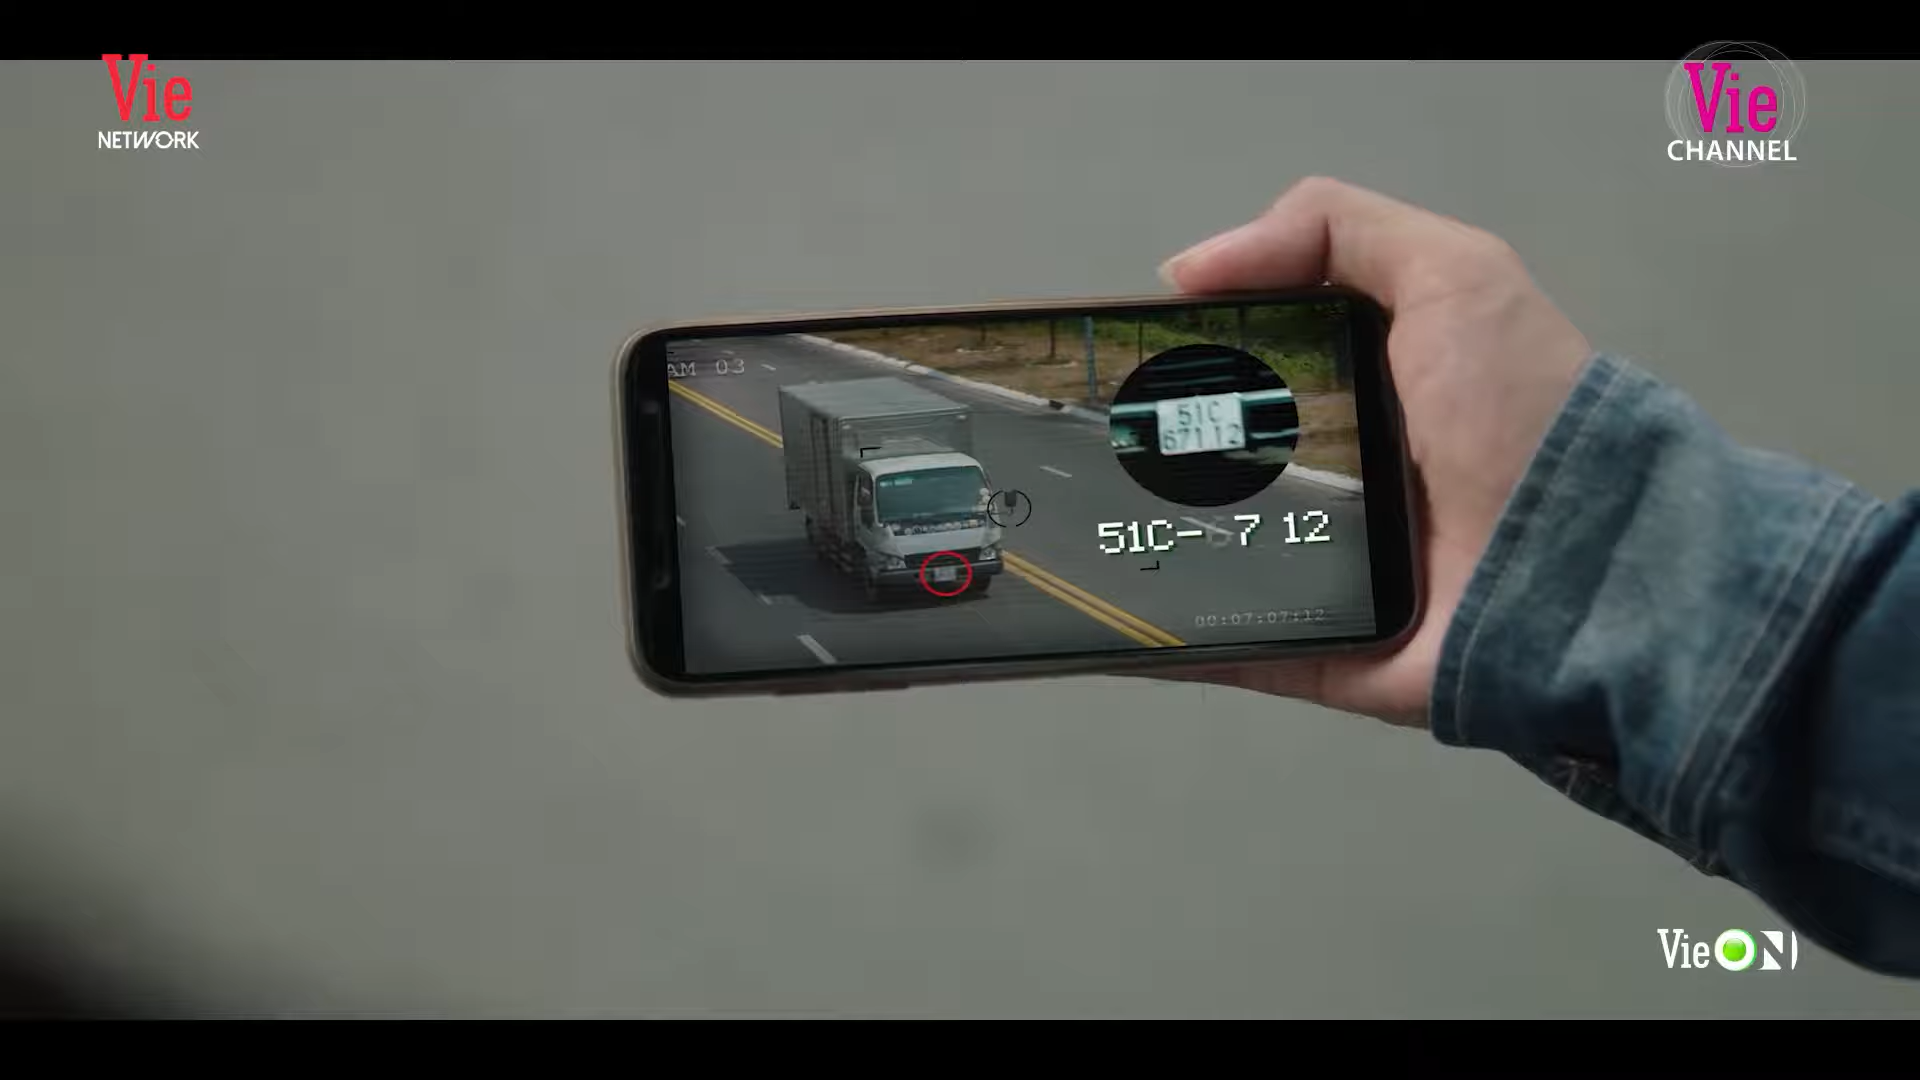 Vie
NETWORK
Vie
CHANNEL
AM 03
51C
671 12
51C- 7 12
00:07:07:12
VieON